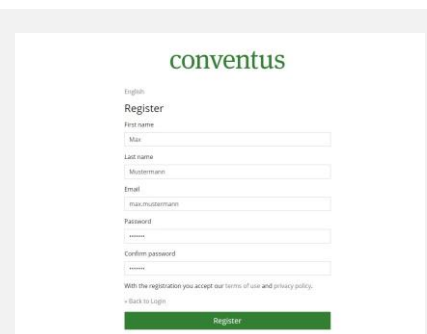 conventus
English
Register
First name
Max
Last name
Mustermann
Email
max.mustermann
Password
•••••••
Confirm password
•••••••
With the registration you accept our terms of use and privacy policy.
» Back to Login
Register